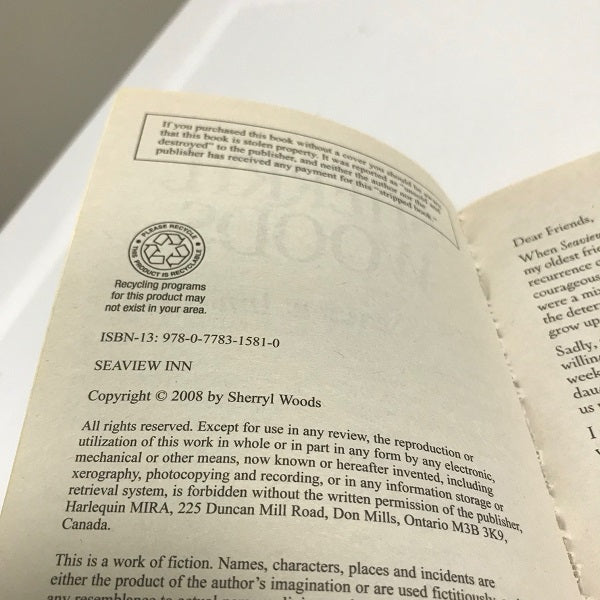 If you purchased this book without a cover you should be aware
that this book is stolen property. It was reported as "unsold and
destroyed" to the publisher, and neither the author nor the
publisher has received any payment for this "stripped book."
PLEASE RECYCLE
THIS PRODUCT IS RECYCLABLE
Recycling programs
for this product may
not exist in your area.
ISBN-13: 978-0-7783-1581-0
SEAVIEW INN
Copyright © 2008 by Sherryl Woods
All rights reserved. Except for use in any review, the reproduction or
utilization of this work in whole or in part in any form by any electronic,
mechanical or other means, now known or hereafter invented, including
xerography, photocopying and recording, or in any information storage or
retrieval system, is forbidden without the written permission of the publisher,
Harlequin MIRA, 225 Duncan Mill Road, Don Mills, Ontario M3B 3K9,
Canada.
This is a work of fiction. Names, characters, places and incidents are
either the product of the author's imagination or are used fictitiously
any resemblance to actual
Dear Friends,
When Seaview
my oldest frie
recurrence o
courageous
were a mix
the deter
grow up
Sadly,
willin
week
dau
us
I